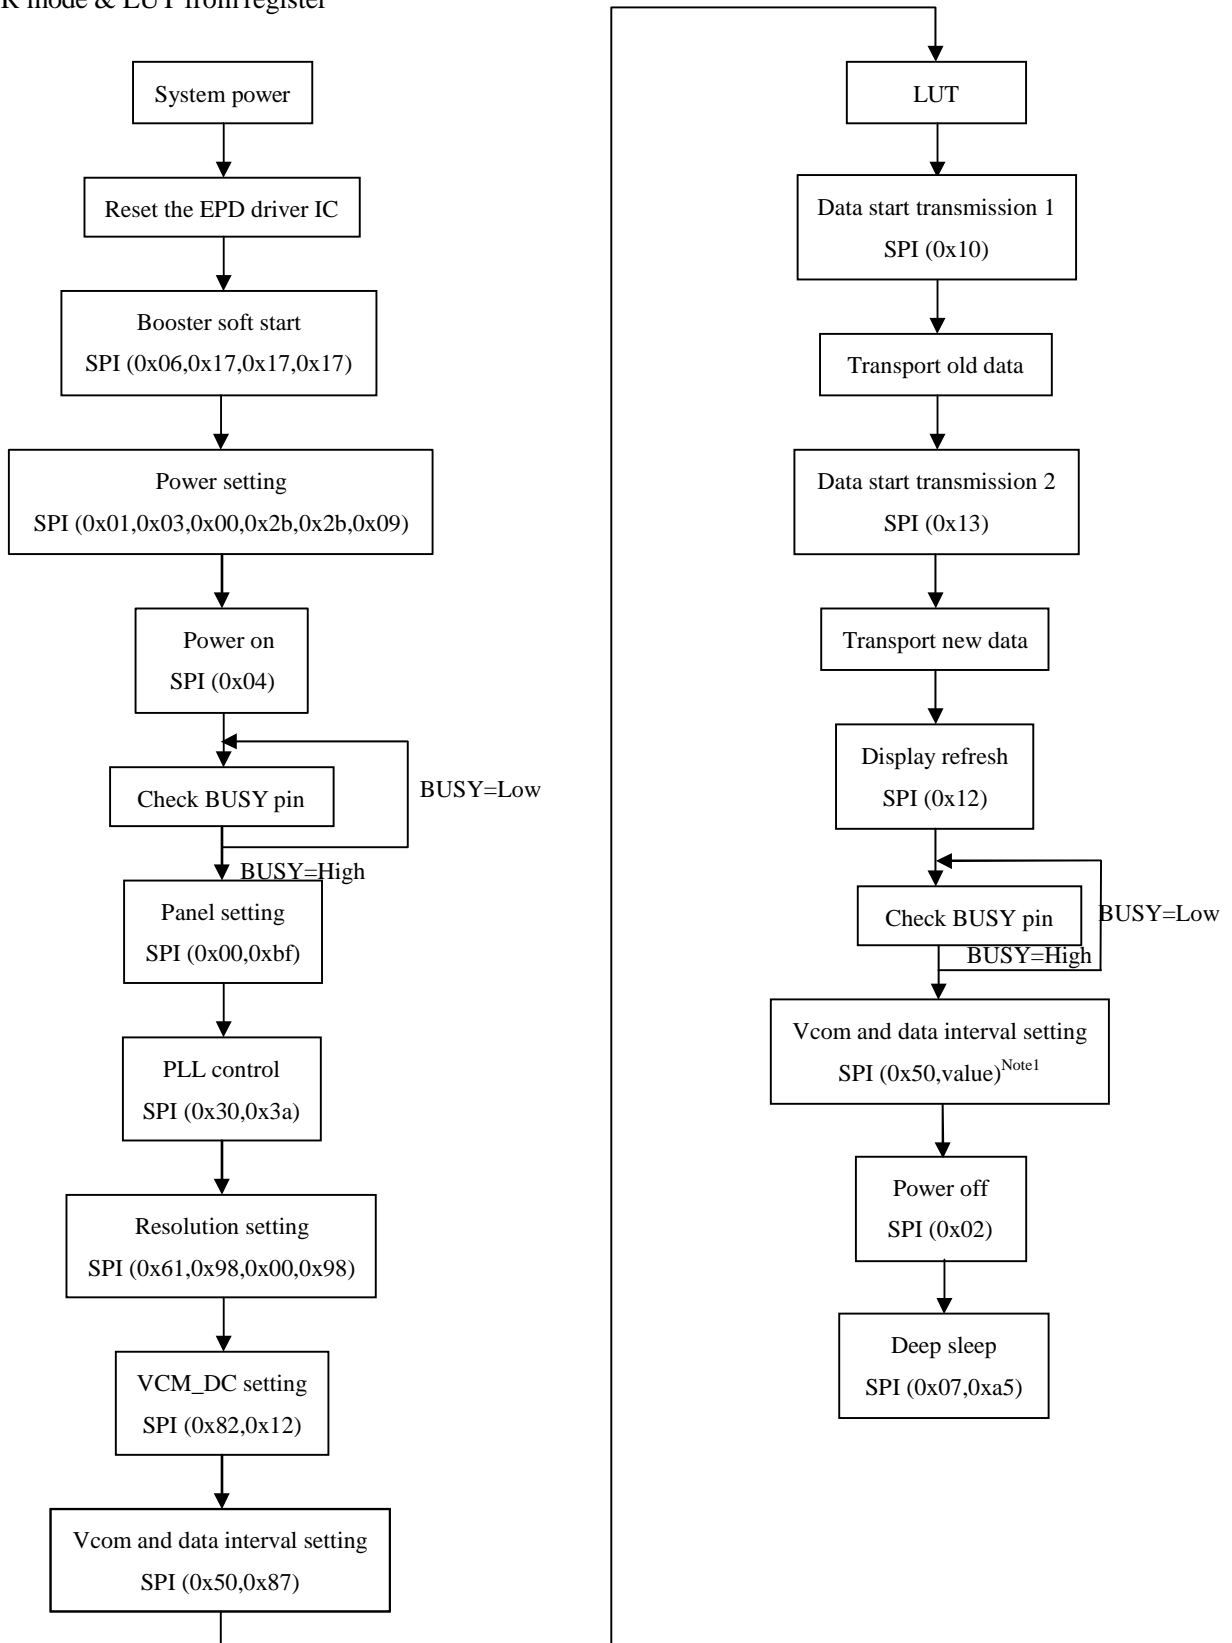 mode & LUT from register
System power
Reset the EPD driver IC
Booster soft start
SPI (0x06,0x17,0x17,0x17)
Power setting
SPI (0x01,0x03,0x00,0x2b,0x2b,0x09)
Power on
SPI (0x04)
Check BUSY pin
BUSY=Low
BUSY=High
Panel setting
SPI (0x00,0xbf)
PLL control
SPI (0x30,0x3a)
Resolution setting
SPI (0x61,0x98,0x00,0x98)
VCM_DC setting
SPI (0x82,0x12)
Vcom and data interval setting
SPI (0x50,0x87)
LUT
Data start transmission 1
SPI (0x10)
Transport old data
Data start transmission 2
SPI (0x13)
Transport new data
Display refresh
SPI (0x12)
Check BUSY pin
BUSY=Low
BUSY=High
Vcom and data interval setting
SPI (0x50,value)Note1
Power off
SPI (0x02)
Deep sleep
SPI (0x07,0xa5)